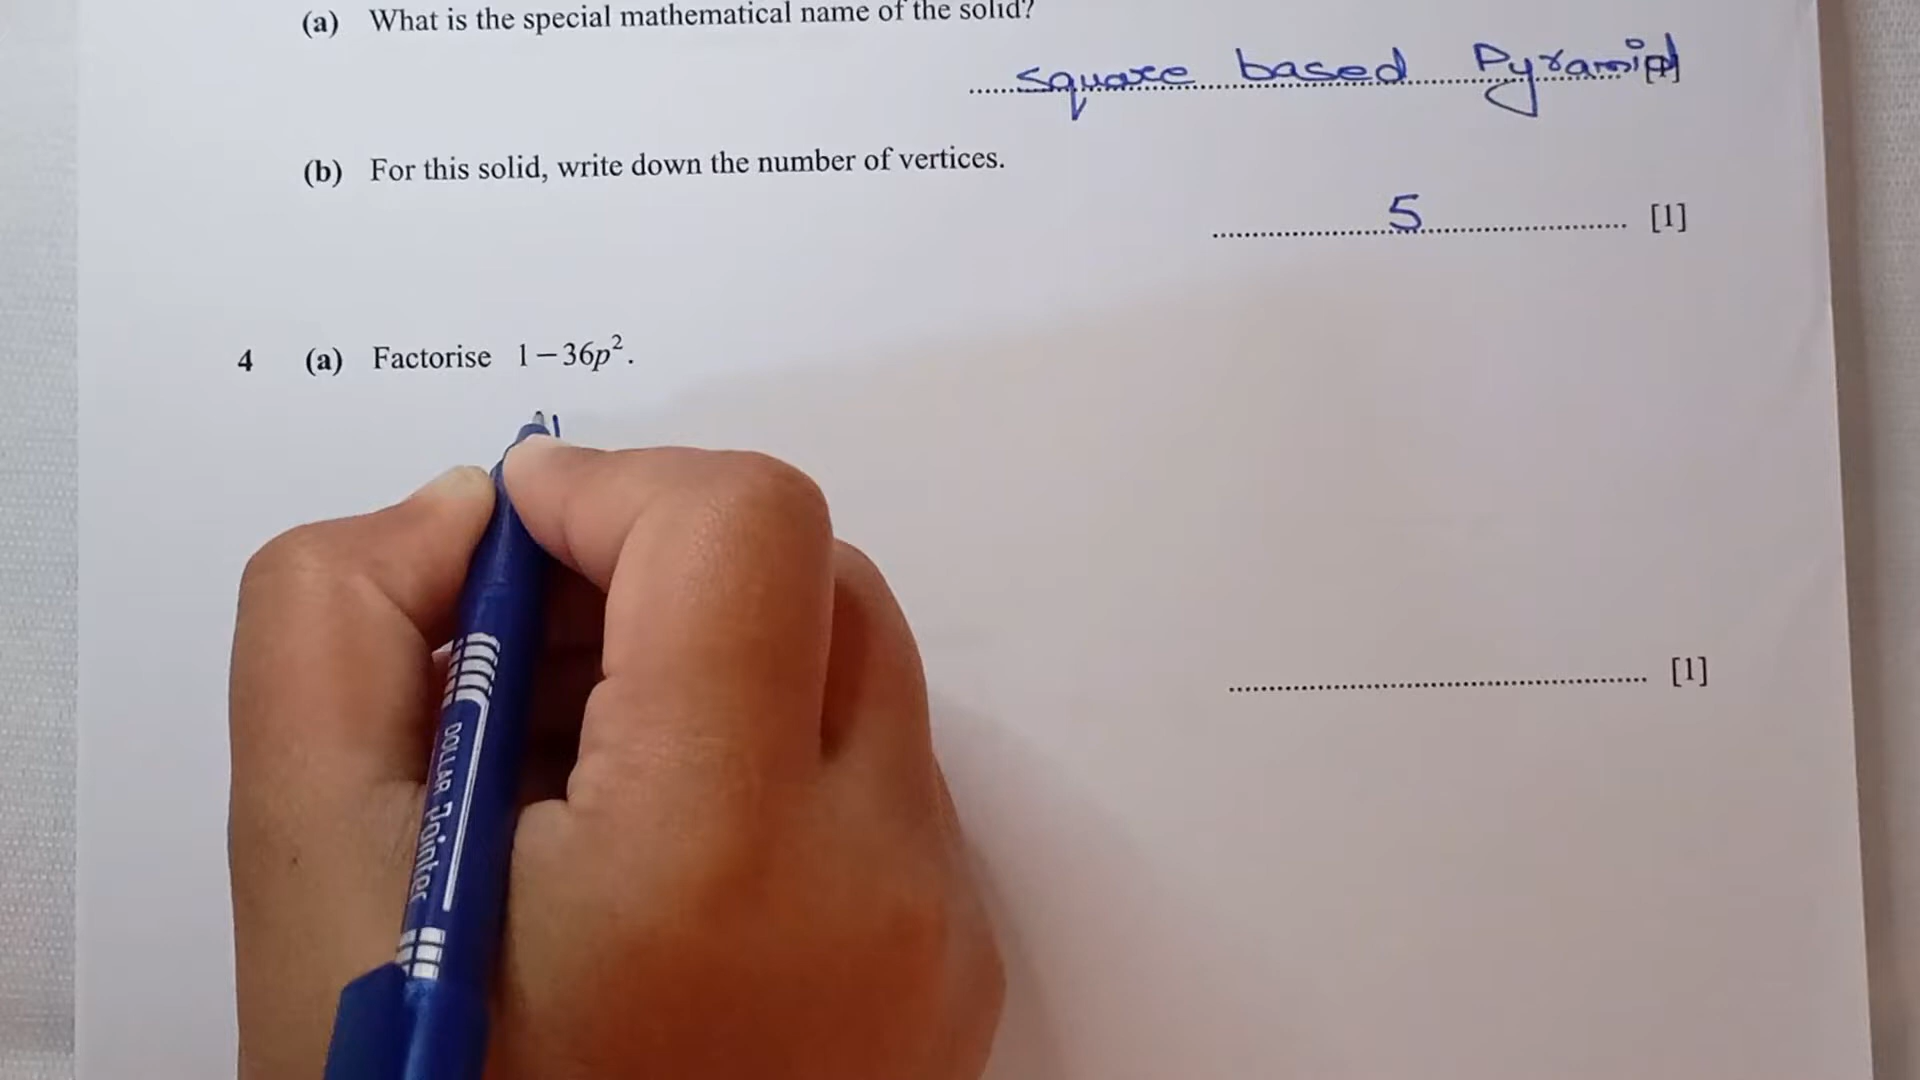 (a) What is the special mathematical name of the solid?
square based Pyramid [1]
(b) For this solid, write down the number of vertices.
5 [1]
4 (a) Factorise 1 – 36p².
[1]
DOLLAR Pointer